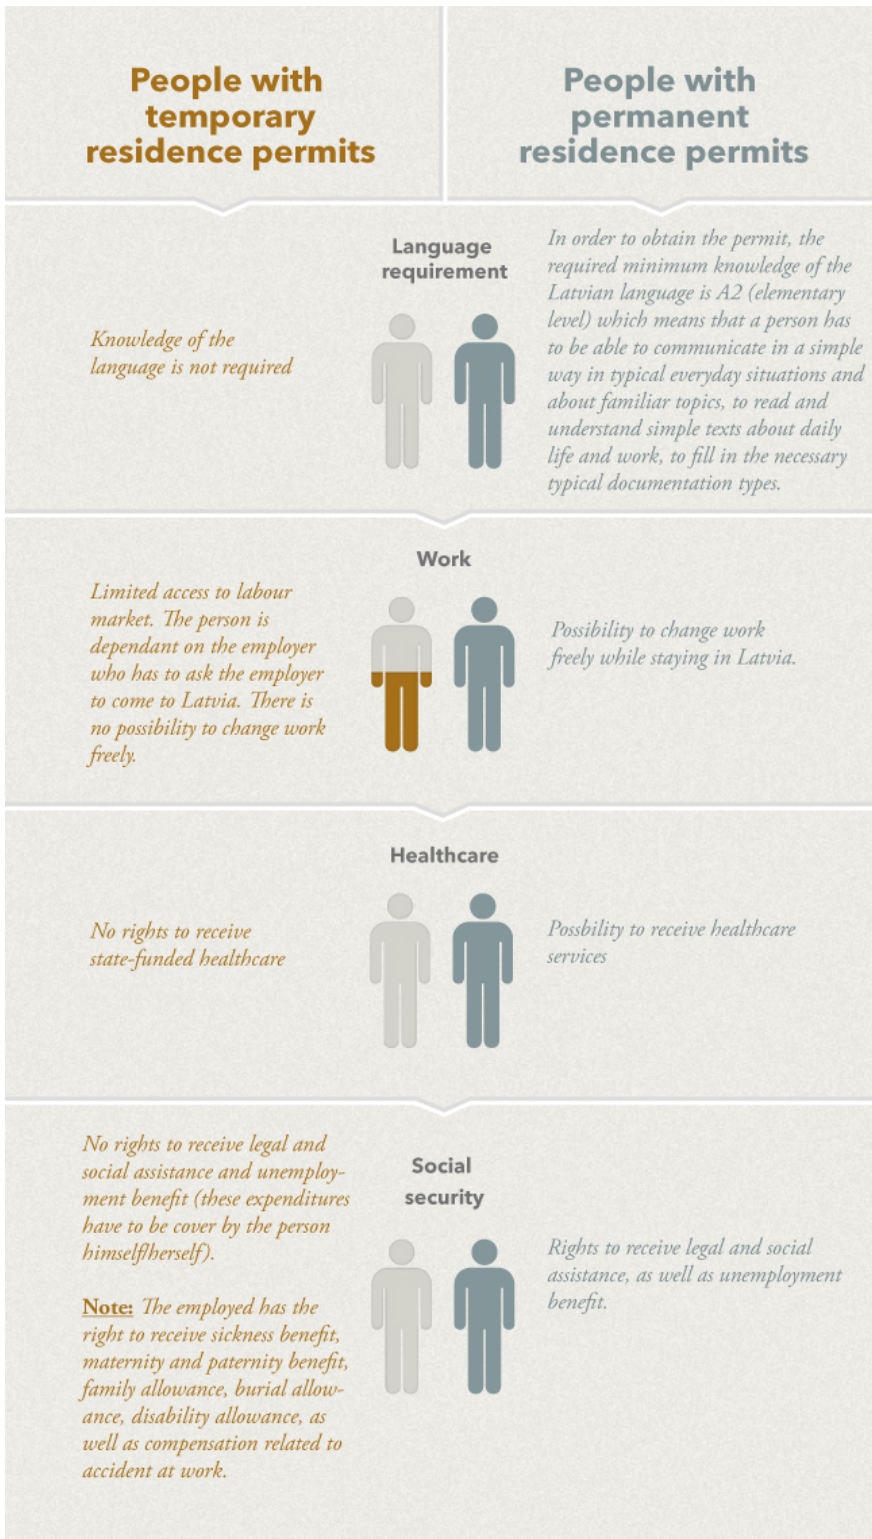 People with
temporary
residence permits
People with
permanent
residence permits
Language
requirement
Knowledge of the
language is not required
In order to obtain the permit, the
required minimum knowledge of the
Latvian language is A2 (elementary
level) which means that a person has
to be able to communicate in a simple
way in typical everyday situations and
about familiar topics, to read and
understand simple texts about daily
life and work, to fill in the necessary
typical documentation types.
Work
Limited access to labour
market. The person is
dependant on the employer
who has to ask the employer
to come to Latvia. There is
no possibility to change work
freely.
Possibility to change work
freely while staying in Latvia.
Healthcare
No rights to receive
state-funded healthcare
Possbility to receive healthcare
services
Social
security
No rights to receive legal and
social assistance and unemploy-
ment benefit (these expenditures
have to be cover by the person
himself/herself).
Note: The employed has the
right to receive sickness benefit,
maternity and paternity benefit,
family allowance, burial allow-
ance, disability allowance, as
well as compensation related to
accident at work.
Rights to receive legal and social
assistance, as well as unemployment
benefit.